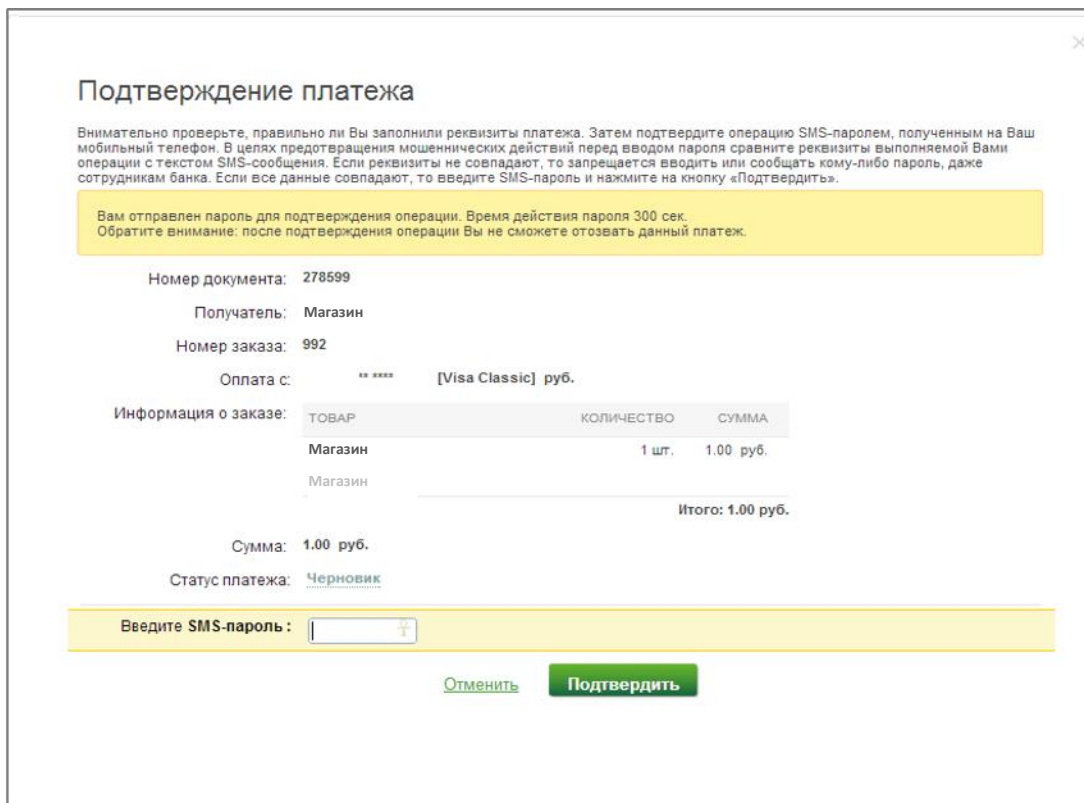 Подтверждение платежа
Внимательно проверьте, правильно ли Вы заполнили реквизиты платежа. Затем подтвердите операцию SMS-паролем, полученным на Ваш
мобильный телефон. В целях предотвращения мошеннических действий перед вводом пароля сравните реквизиты выполняемой Вами
операции с текстом SMS-сообщения. Если реквизиты не совпадают, то запрещается вводить или сообщать кому-либо пароль, даже
сотрудникам банка. Если все данные совпадают, то введите SMS-пароль и нажмите на кнопку «Подтвердить».
Вам отправлен пароль для подтверждения операции. Время действия пароля 300 сек.
Обратите внимание: после подтверждения операции Вы не сможете отозвать данный платеж.
Номер документа: 278599
Получатель: Магазин
Номер заказа: 992
Оплата с: ** **** [Visa Classic] руб.
Информация о заказе: ТОВАР КОЛИЧЕСТВО СУММА
Магазин 1 шт. 1.00 руб.
Магазин
Итого: 1.00 руб.
Сумма: 1.00 руб.
Статус платежа: Черновик
Введите SMS-пароль :
Отменить Подтвердить